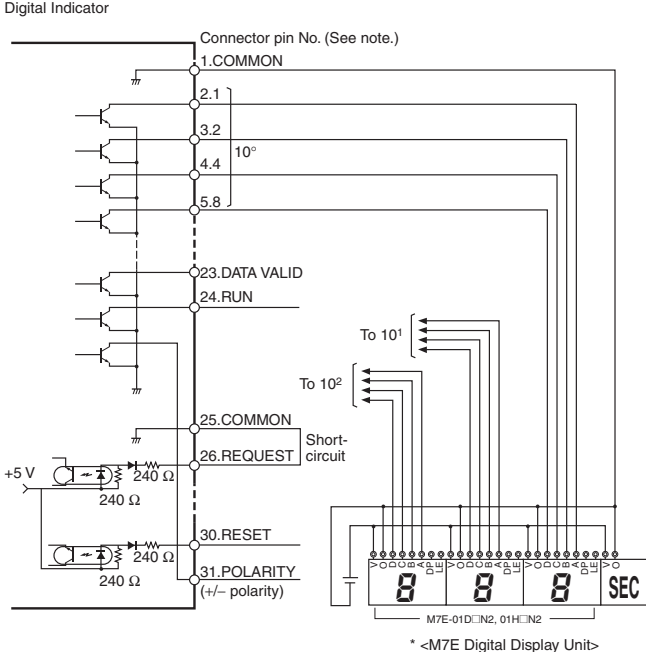 Digital Indicator
Connector pin No. (See note.)
1.COMMON
2.1
3.2
10°
4.4
5.8
23.DATA VALID
24.RUN
To 10¹
To 10²
25.COMMON
Short-
circuit
26.REQUEST
+5 V
240 Ω
240 Ω
30.RESET
240 Ω
240 Ω
31.POLARITY
(+/− polarity)
V O D C B A DP LE V O D C B A DP LE V O D C B A DP LE V O
8 8 8 SEC
M7E-01D□N2, 01H□N2
* <M7E Digital Display Unit>